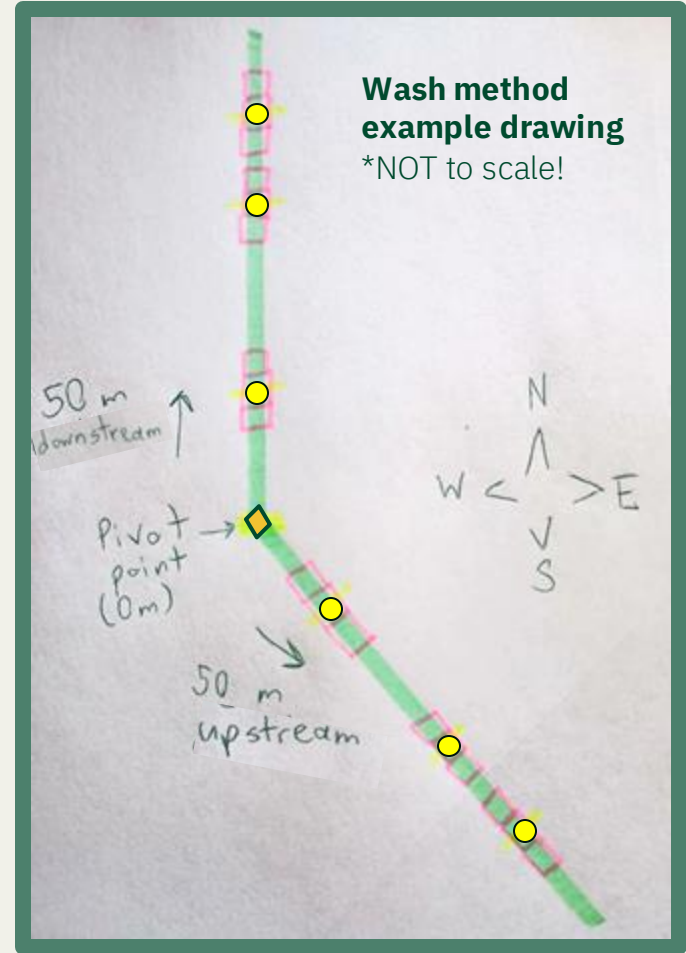 Wash method
example drawing
*NOT to scale!
50 m
downstream
N
W
E
S
Pivot
point
(0m)
50 m
upstream